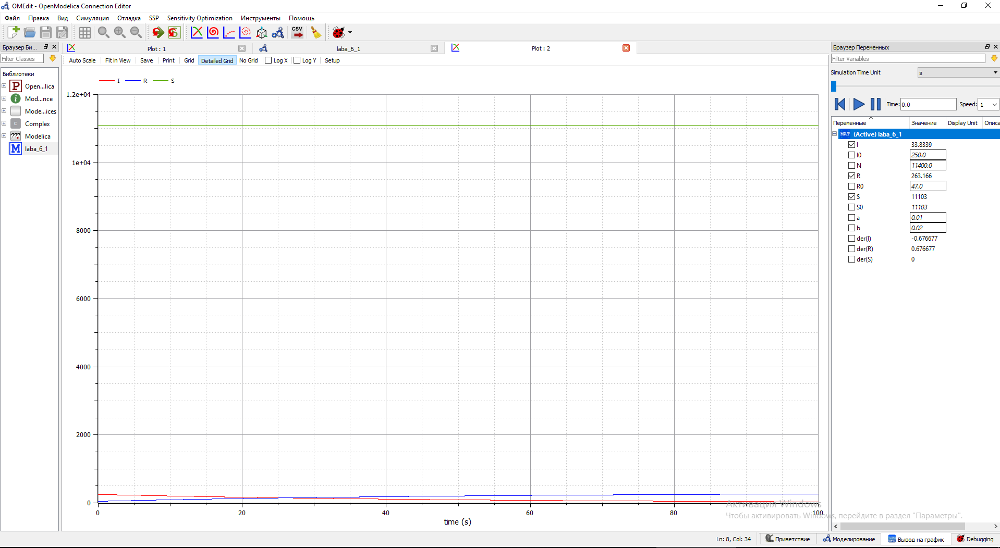 OMEdit - OpenModelica Connection Editor
Файл Правка Вид Симуляция Отладка SSP Sensitivity Optimization Инструменты Помощь
CSV
Браузер Би...
Filter Classes
Библиотеки
P Open...lica
i Mod...nce
Mode...ices
C Complex
Modelica
M laba_6_1
Plot : 1
laba_6_1
Plot : 2
Auto Scale Fit in View Save Print Grid Detailed Grid No Grid Log X Log Y Setup
I R S
1.2e+04
1e+04
8000
6000
4000
2000
0
0 20 40 60 80 100
time (s)
Браузер Переменных
Filter Variables
Simulation Time Unit s
Time: 0.0 Speed: 1
Переменные Значение Display Unit Описа
MAT (Active) laba_6_1
I 33.8339
I0 250.0
N 11400.0
R 263.166
R0 47.0
S 11103
S0 11103
a 0.01
b 0.02
der(I) -0.676677
der(R) 0.676677
der(S) 0
Активация Windows
Чтобы активировать Windows, перейдите в раздел "Параметры".
Ln: 8, Col: 34 Приветствие Моделирование Вывод на график Debugging